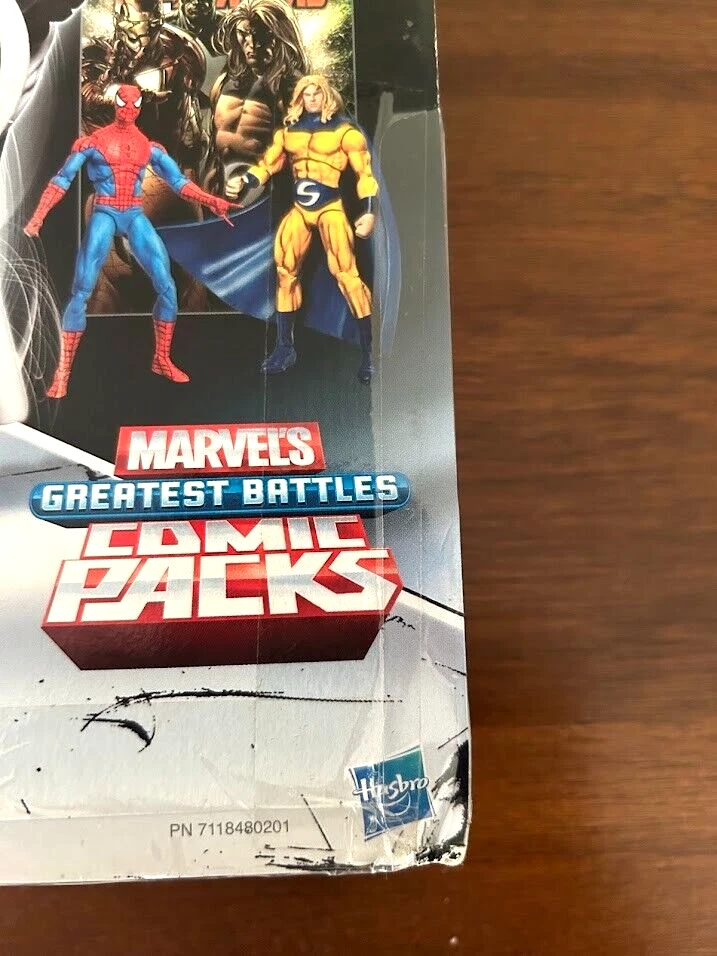 S
MARVEL'S
GREATEST BATTLES
COMIC
PACKS
Hasbro
PN 7118480201